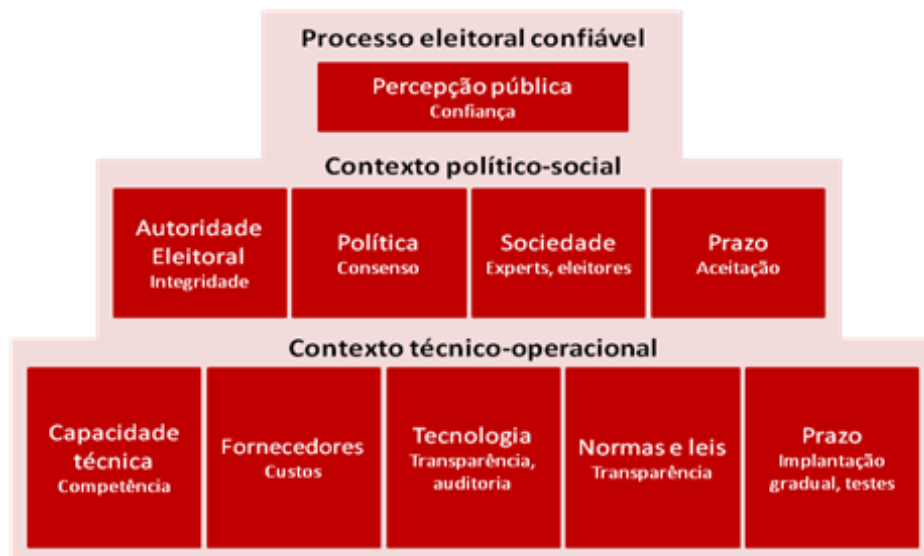 Processo eleitoral confiável
Percepção pública
Confiança
Contexto político-social
Autoridade
Eleitoral
Integridade
Política
Consenso
Sociedade
Experts, eleitores
Prazo
Aceitação
Contexto técnico-operacional
Capacidade
técnica
Competência
Fornecedores
Custos
Tecnologia
Transparência,
auditoria
Normas e leis
Transparência
Prazo
Implantação
gradual, testes